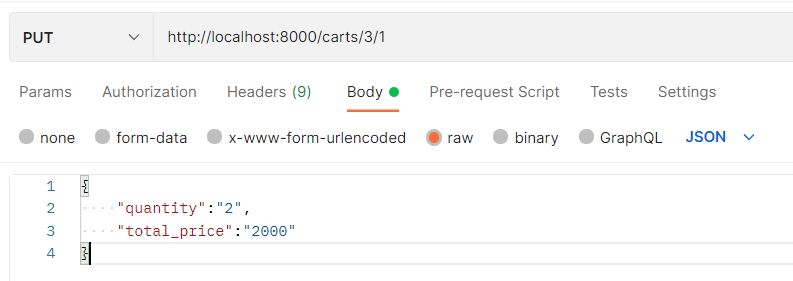 PUT http://localhost:8000/carts/3/1
Params Authorization Headers (9) Body Pre-request Script Tests Settings
none form-data x-www-form-urlencoded raw binary GraphQL JSON
1 {
2 ····"quantity":"2",
3 ····"total_price":"2000"
4 }